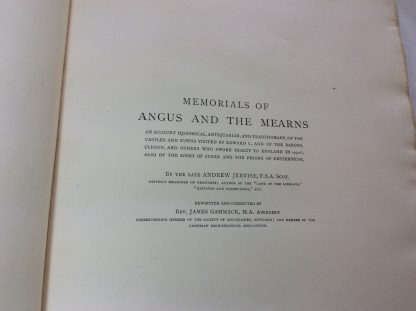 MEMORIALS OF
ANGUS AND THE MEARNS
AN ACCOUNT HISTORICAL, ANTIQUARIAN, AND TRADITIONARY, OF THE
CASTLES AND TOWNS VISITED BY EDWARD I., AND OF THE BARONS,
CLERGY, AND OTHERS WHO SWORE FEALTY TO ENGLAND IN
ALSO OF THE ABBEY OF CUPAR, AND THE PRIORY OF RESTENNETH.
BY THE LATE ANDREW JERVISE, F.S.A. SCOT.
DISTRICT EXAMINER OF REGISTERS; AUTHOR OF THE "LAND OF THE LINDSAYS,"
"EPITAPHS AND INSCRIPTIONS," ETC.
REWRITTEN AND CORRECTED BY
REV. JAMES GAMMACK, M.A. ABERDEEN
CORRESPONDING MEMBER OF THE SOCIETY OF ANTIQUARIES, SCOTLAND; AND MEMBER OF THE
CAMBRIAN ARCHÆOLOGICAL ASSOCIATION.